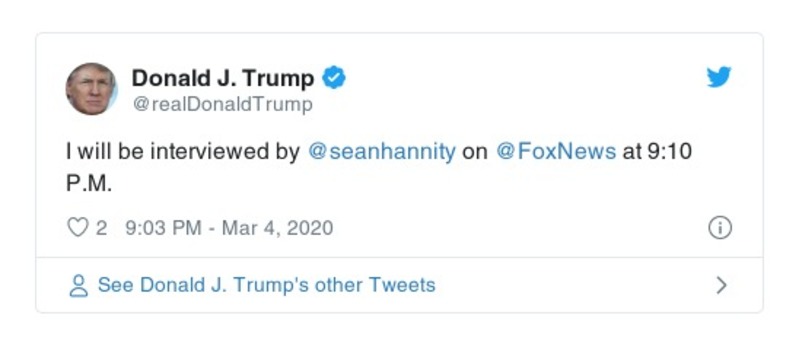 Donald J. Trump
@realDonaldTrump
I will be interviewed by @seanhannity on @FoxNews at 9:10
P.M.
2 9:03 PM - Mar 4, 2020
See Donald J. Trump's other Tweets